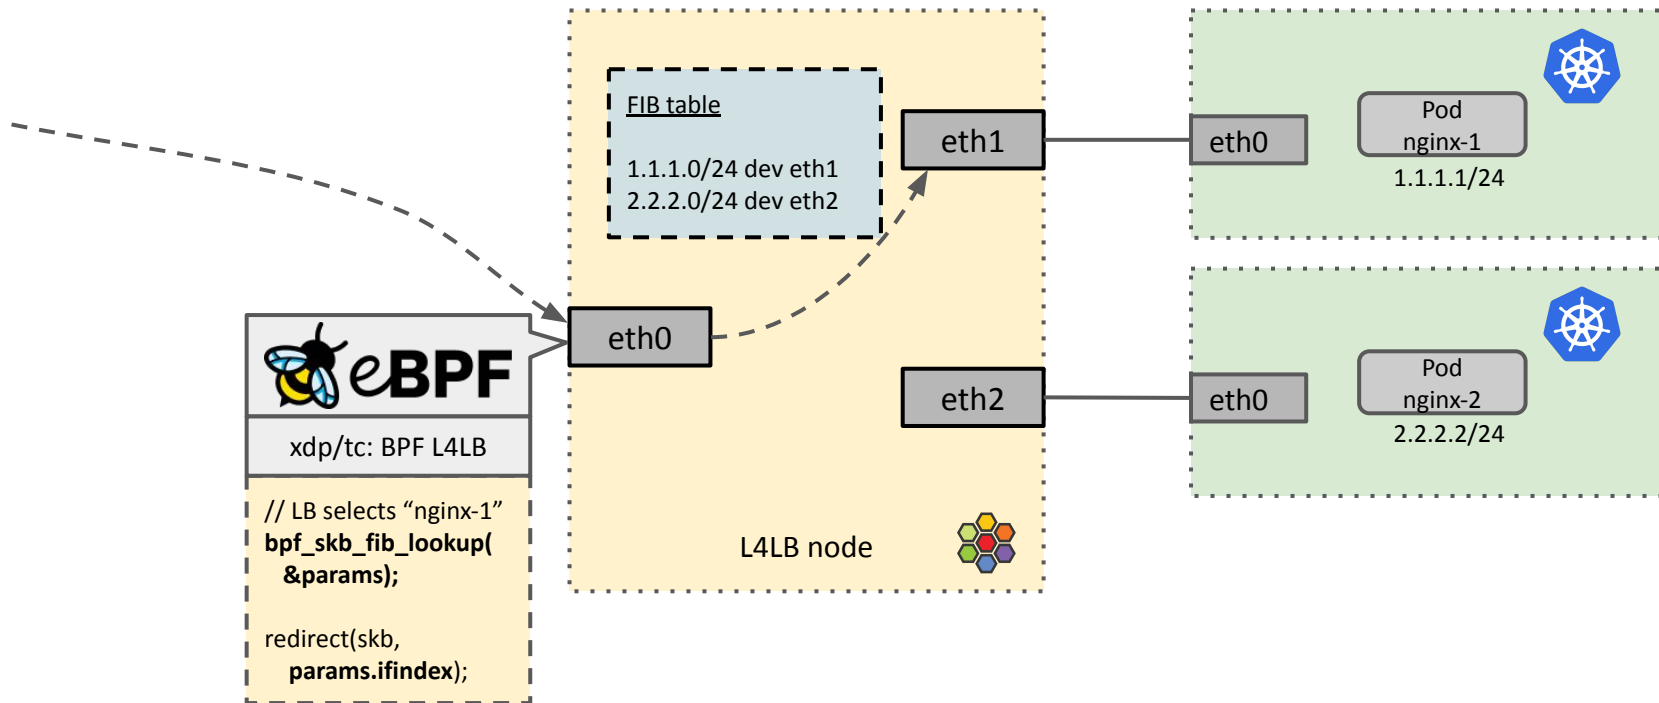 FIB table
1.1.1.0/24 dev eth1
2.2.2.0/24 dev eth2
eth0
eth1
eth2
L4LB node
eBPF
xdp/tc: BPF L4LB
// LB selects “nginx-1”
bpf_skb_fib_lookup(
&params);
redirect(skb,
params.ifindex);
eth0
Pod
nginx-1
1.1.1.1/24
eth0
Pod
nginx-2
2.2.2.2/24